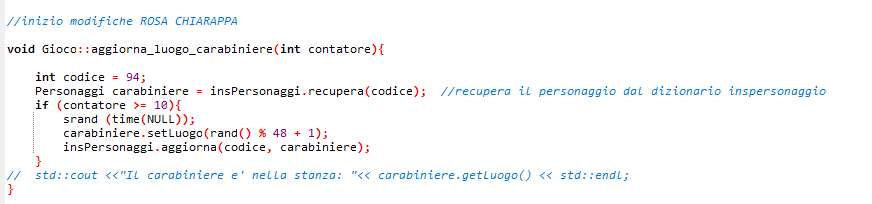 //inizio modifiche ROSA CHIARAPPA
void Gioco::aggiorna_luogo_carabiniere(int contatore){
int codice = 94;
Personaggi carabiniere = insPersonaggi.recupera(codice);  //recupera il personaggio dal dizionario inspersonaggio
if (contatore >= 10){
srand (time(NULL));
carabiniere.setLuogo(rand() % 48 + 1);
insPersonaggi.aggiorna(codice, carabiniere);
}
//  std::cout <<"Il carabiniere e' nella stanza: "<< carabiniere.getLuogo() << std::endl;
}